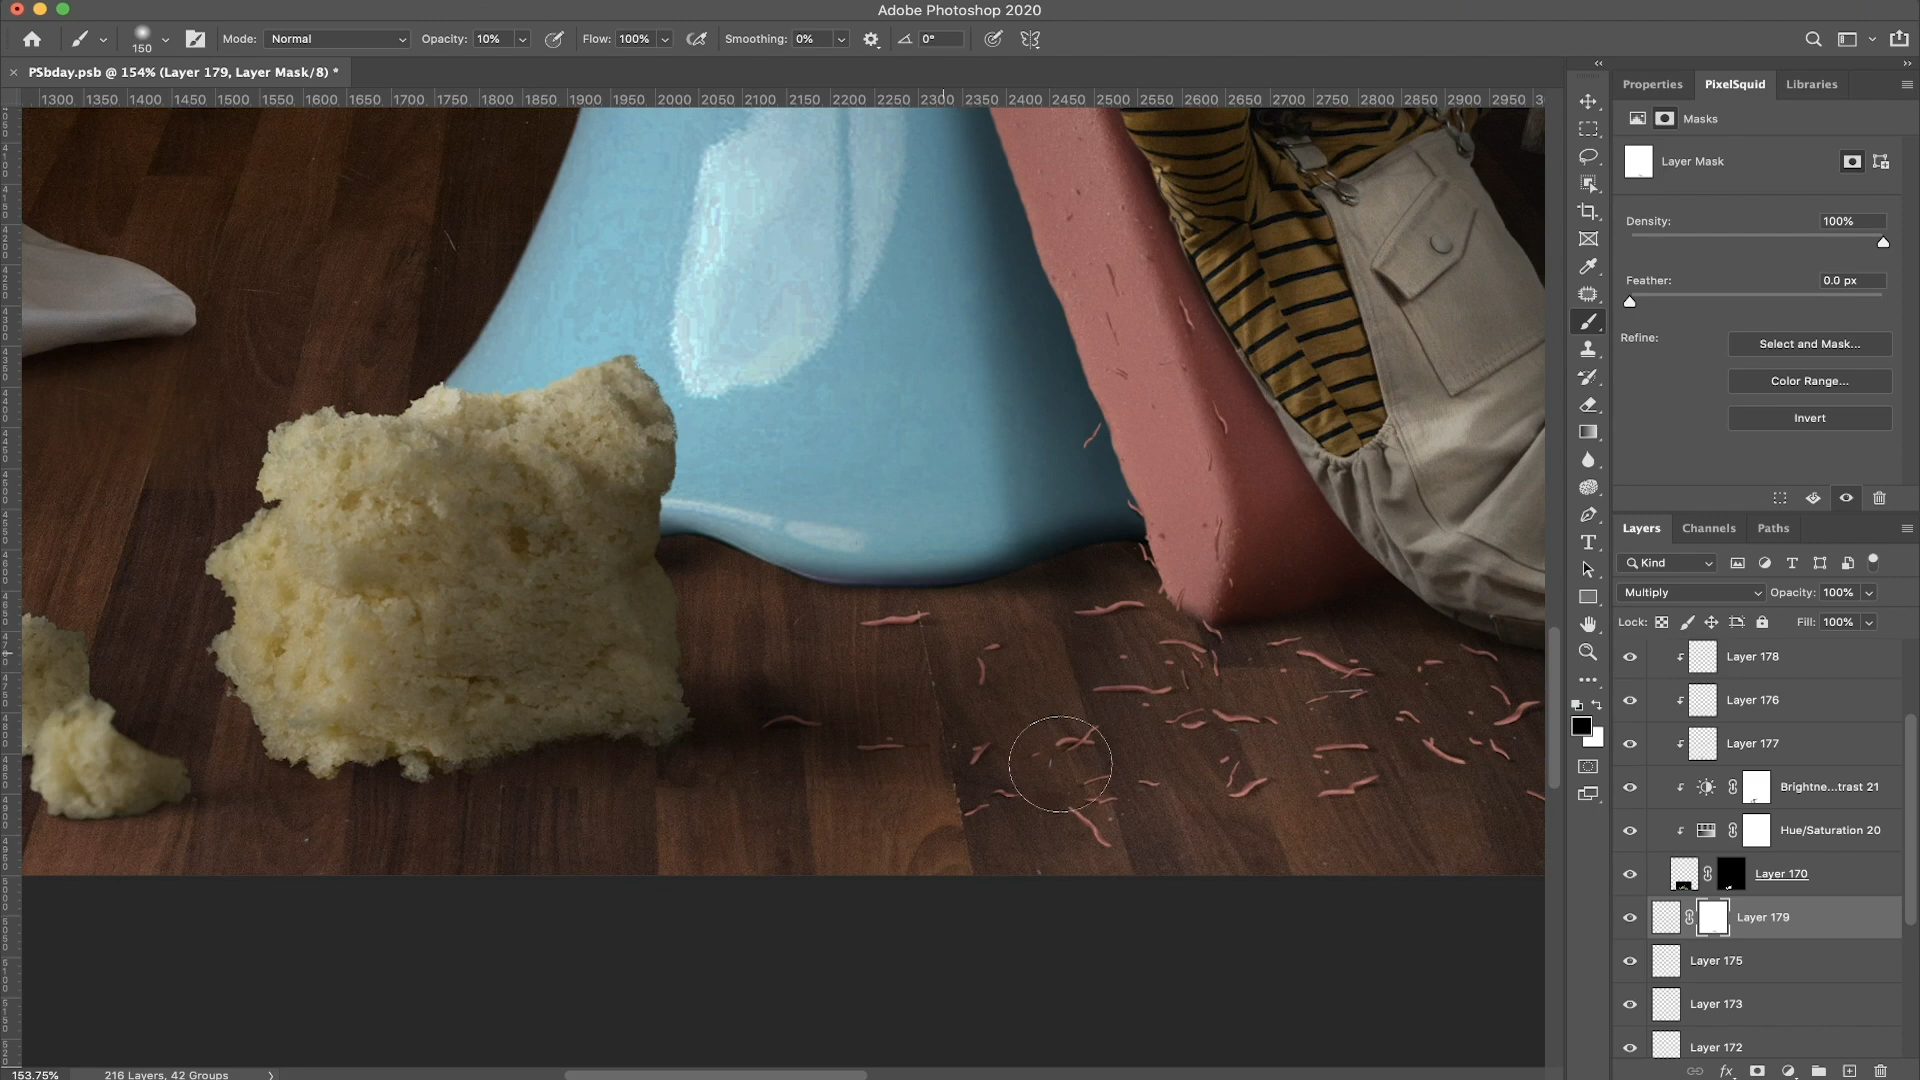 Adobe Photoshop 2020
150 Mode: Normal Opacity: 10% Flow: 100% Smoothing: 0% 0°
PSbday.psb @ 154% (Layer 179, Layer Mask/8) *
1300 1350 1400 1450 1500 1550 1600 1650 1700 1750 1800 1850 1900 1950 2000 2050 2100 2150 2200 2250 2300 2350 2400 2450 2500 2550 2600 2650 2700 2750 2800 2850 2900 2950
Properties PixelSquid Libraries
Masks
Layer Mask
Density: 100%
Feather: 0.0 px
Refine: Select and Mask...
Color Range...
Invert
Layers Channels Paths
Kind
Multiply Opacity: 100%
Lock: Fill: 100%
Layer 178
Layer 176
Layer 177
Brightne...trast 21
Hue/Saturation 20
Layer 170
Layer 179
Layer 175
Layer 173
Layer 172
153.75% 216 Layers, 42 Groups